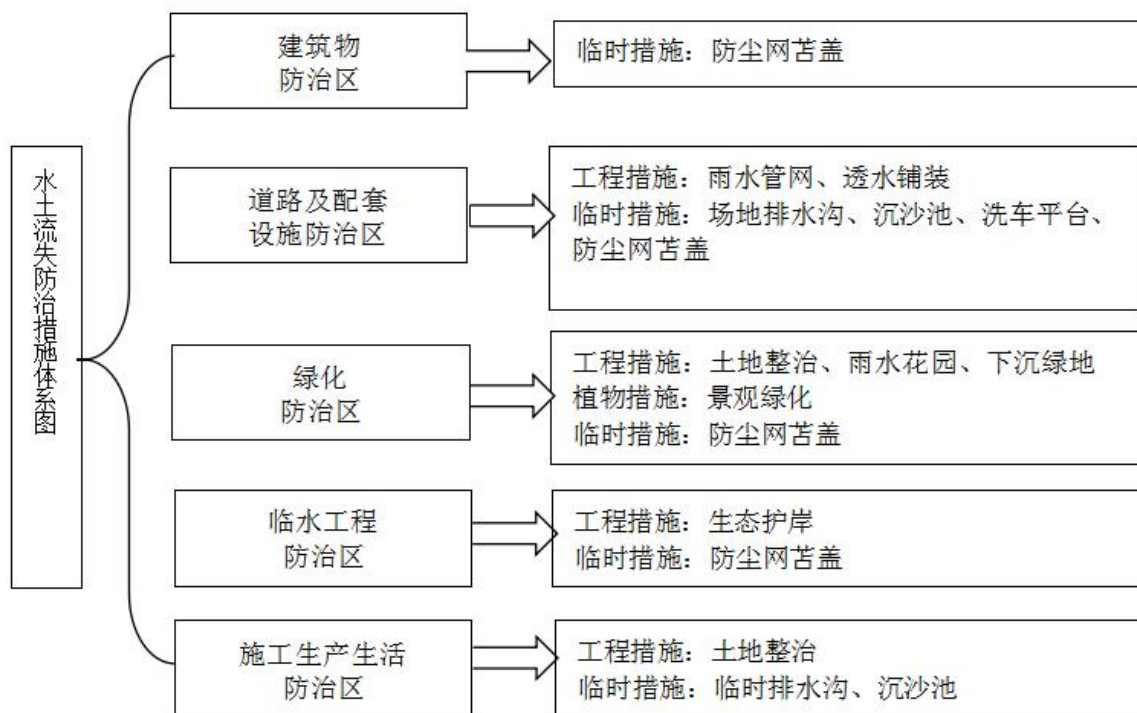 水土流失防治措施体系图
建筑物
防治区
临时措施：防尘网苫盖
道路及配套
设施防治区
工程措施：雨水管网、透水铺装
临时措施：场地排水沟、沉沙池、洗车平台、
防尘网苫盖
绿化
防治区
工程措施：土地整治、雨水花园、下沉绿地
植物措施：景观绿化
临时措施：防尘网苫盖
临水工程
防治区
工程措施：生态护岸
临时措施：防尘网苫盖
施工生产生活
防治区
工程措施：土地整治
临时措施：临时排水沟、沉沙池